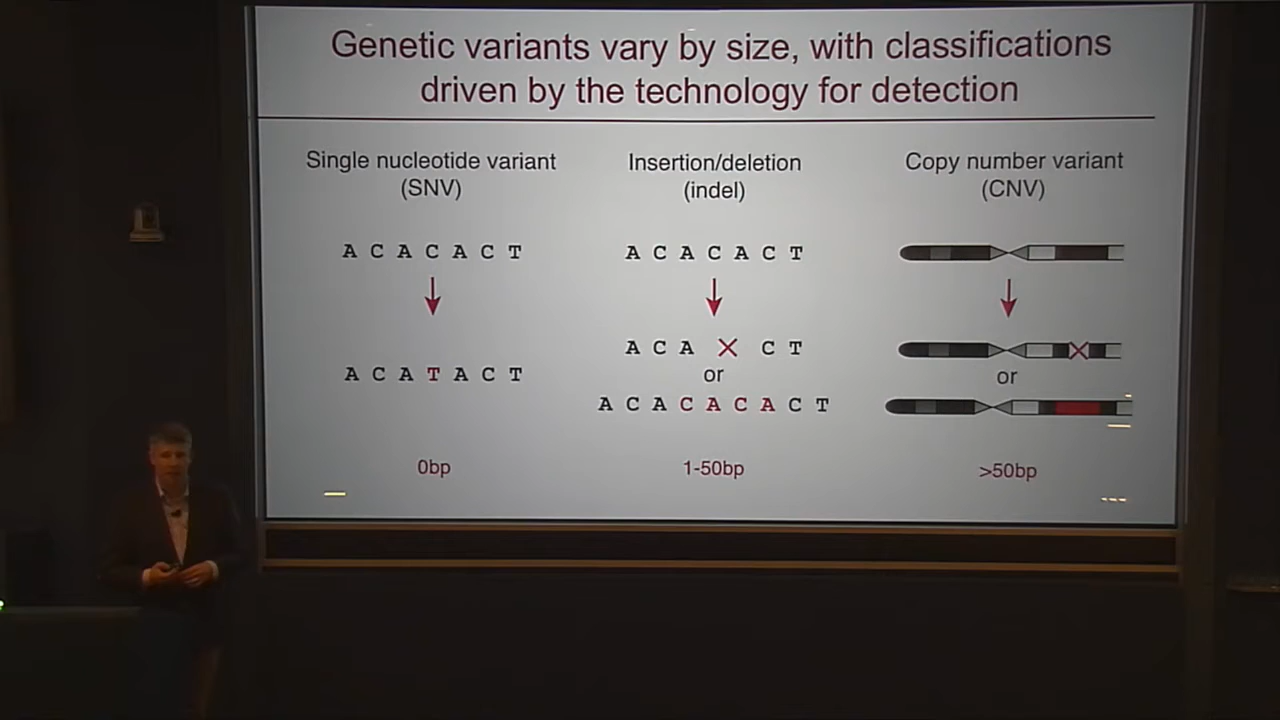 Genetic variants vary by size, with classifications
driven by the technology for detection
Single nucleotide variant
(SNV)
Insertion/deletion
(indel)
Copy number variant
(CNV)
A C A C A C T
A C A C A C T
A C A T A C T
A C A X C T
or
A C A C A C A C T
or
0bp
1-50bp
>50bp